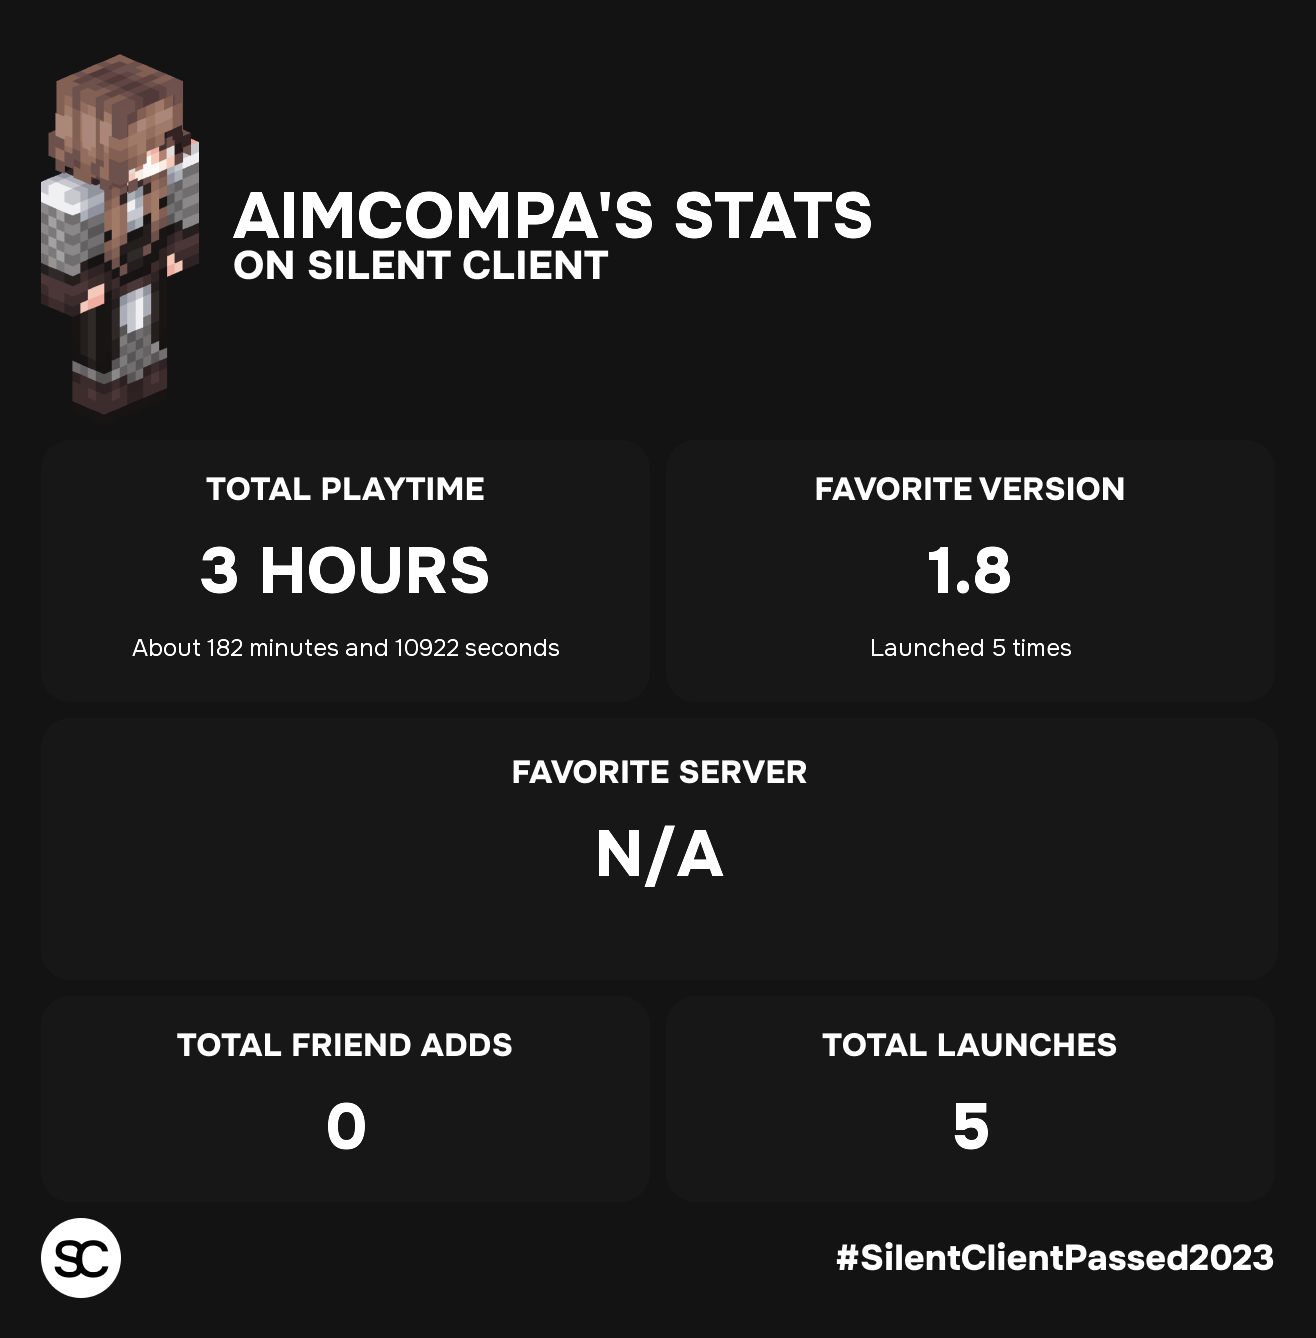 AIMCOMPA'S STATS
ON SILENT CLIENT
TOTAL PLAYTIME
3 HOURS
About 182 minutes and 10922 seconds
FAVORITE VERSION
1.8
Launched 5 times
FAVORITE SERVER
N/A
TOTAL FRIEND ADDS
0
TOTAL LAUNCHES
5
SC
#SilentClientPassed2023